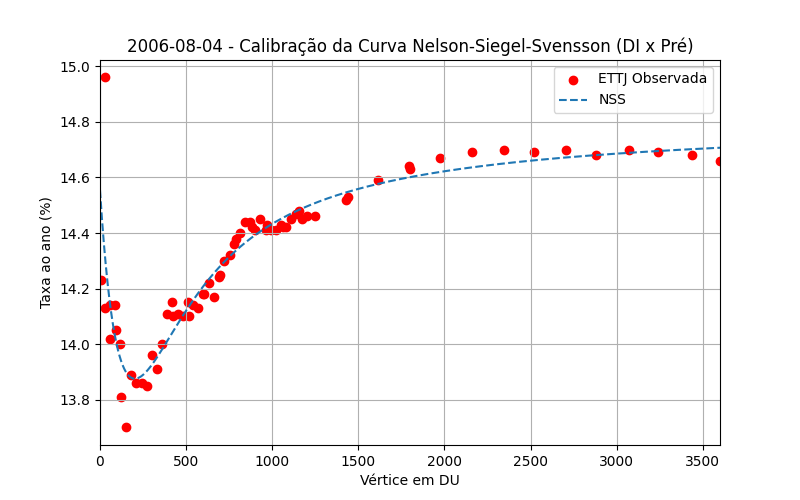 2006-08-04 - Calibração da Curva Nelson-Siegel-Svensson (DI x Pré)
15.0
14.8
14.6
14.4
14.2
14.0
13.8
Taxa ao ano (%)
ETTJ Observada
NSS
0 500 1000 1500 2000 2500 3000 3500
Vértice em DU